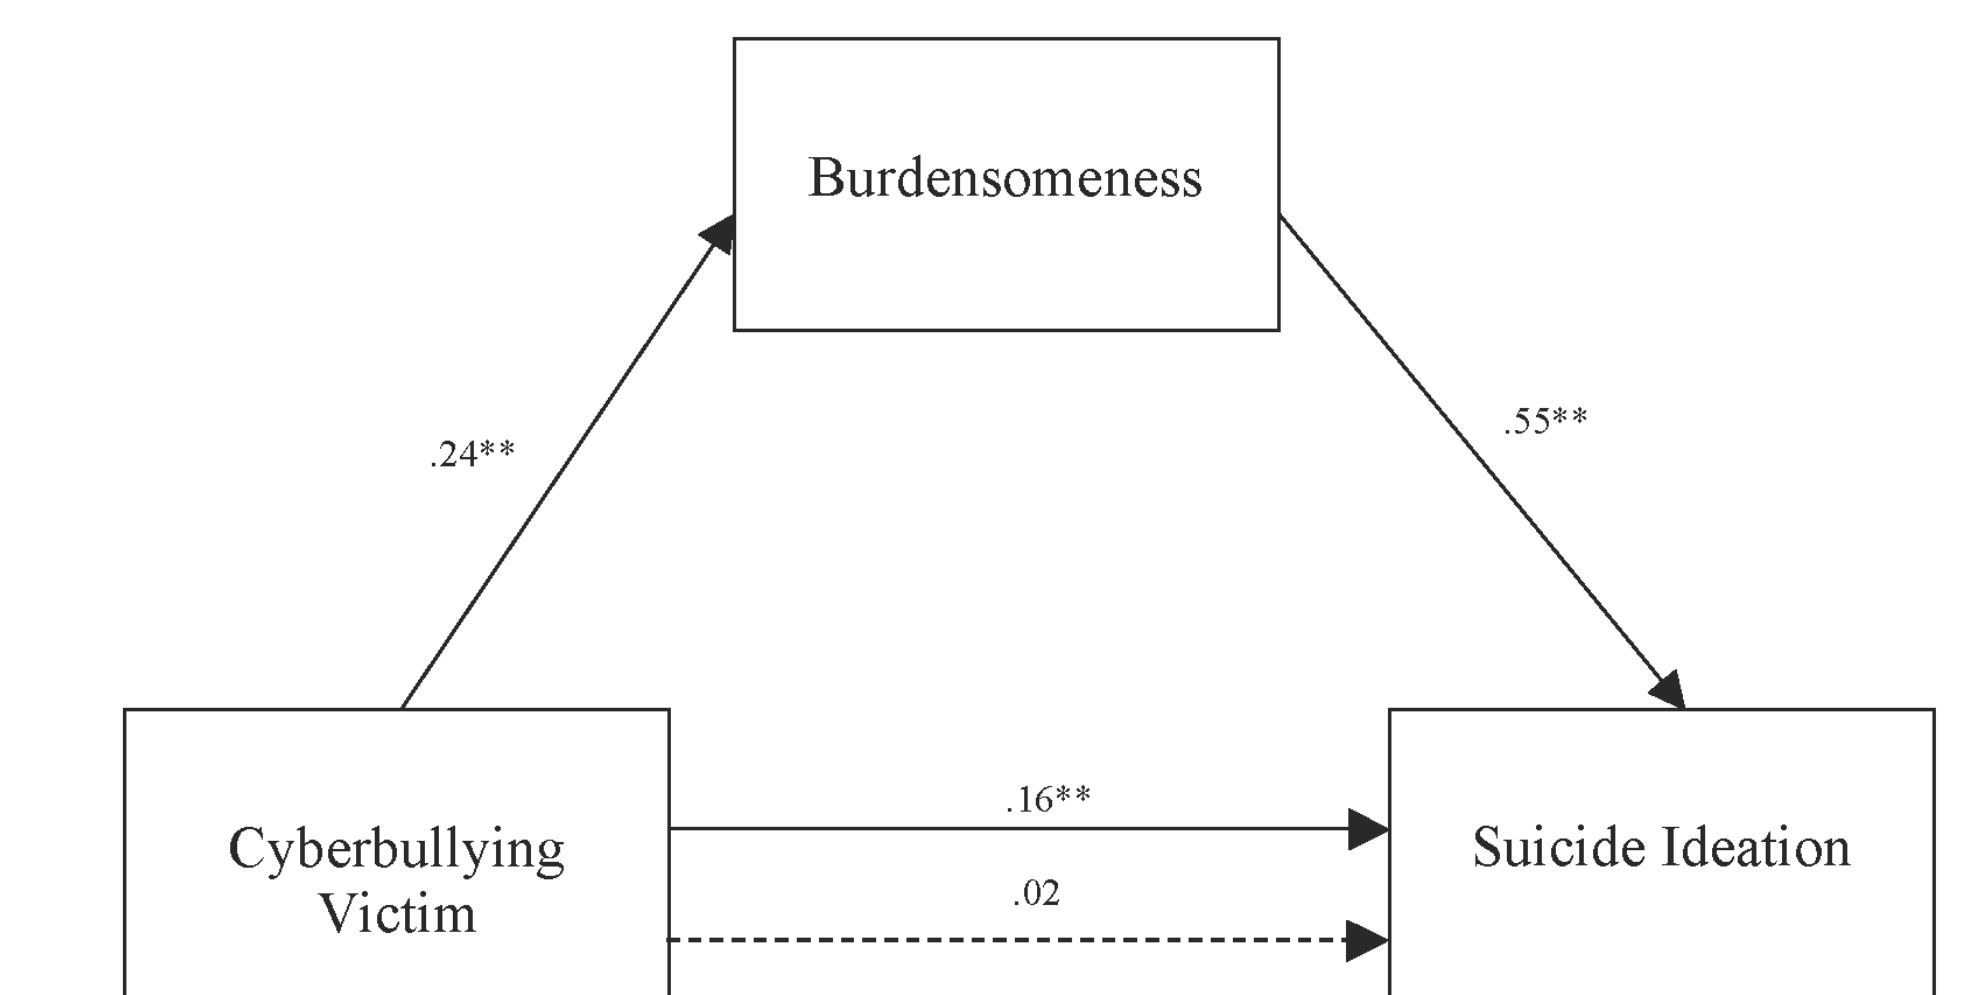 Burdensomeness
.55**
.24**
.16**
Cyberbullying
Victim
Suicide Ideation
.02